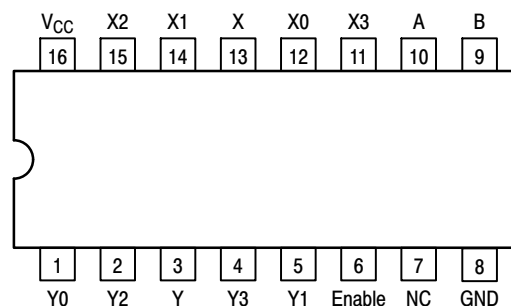 VCC X2 X1 X X0 X3 A B
16 15 14 13 12 11 10 9
1 2 3 4 5 6 7 8
Y0 Y2 Y Y3 Y1 Enable NC GND